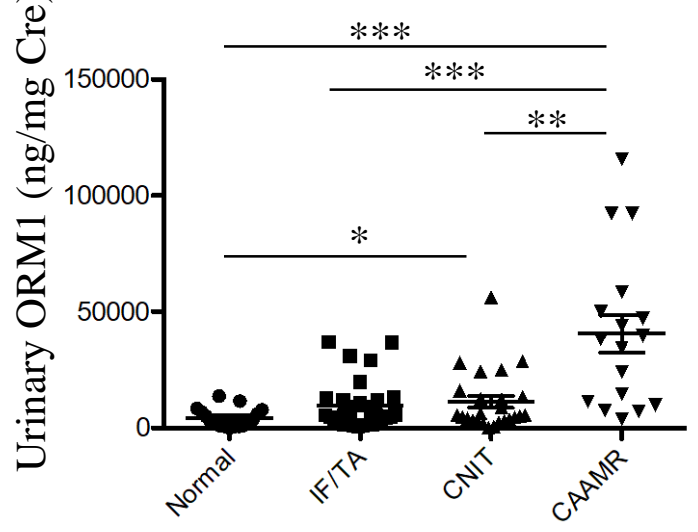 Urinary ORM1 (ng/mg Cre)
***
***
**
*
150000
100000
50000
0
Normal
IF/TA
CNIT
CAAMR